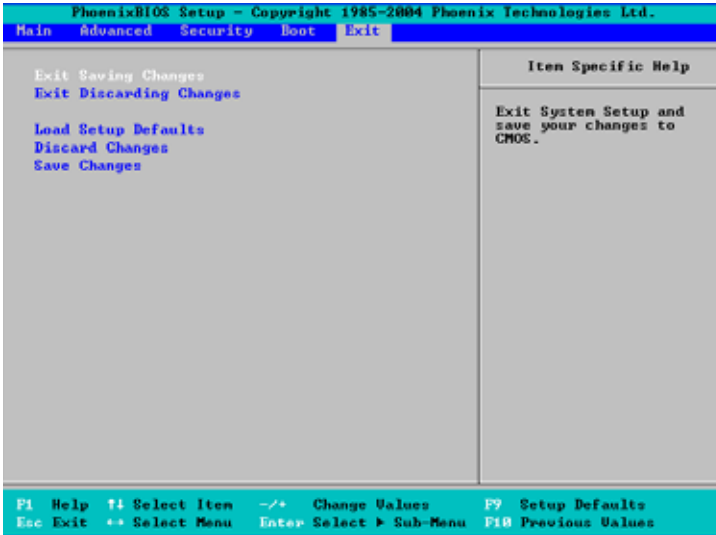 PhoenixBIOS Setup - Copyright 1985-2004 Phoenix Technologies Ltd.
Main Advanced Security Boot Exit
Exit Saving Changes
Exit Discarding Changes
Load Setup Defaults
Discard Changes
Save Changes
Item Specific Help
Exit System Setup and
save your changes to
CMOS.
F1 Help ↑↓ Select Item -/+ Change Values F9 Setup Defaults
Esc Exit ↔ Select Menu Enter Select ▶ Sub-Menu F10 Previous Values